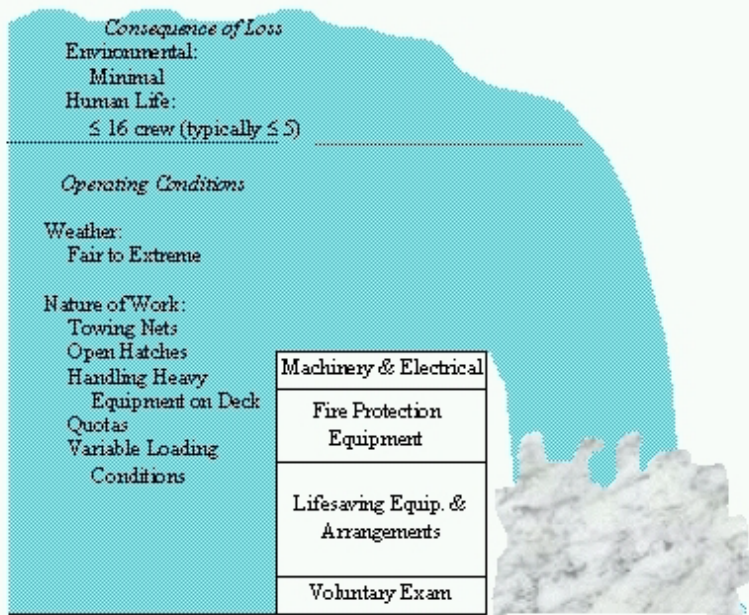 Consequence of Loss
Environmental:
Minimal
Human Life:
≤ 16 crew (typically ≤ 5)
Operating Conditions
Weather:
Fair to Extreme
Nature of Work:
Towing Nets
Open Hatches
Handling Heavy
Equipment on Deck
Quotas
Variable Loading
Conditions
Machinery & Electrical
Fire Protection
Equipment
Lifesaving Equip. &
Arrangements
Voluntary Exam